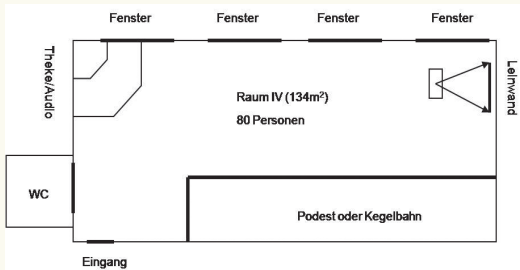 Fenster
Fenster
Fenster
Fenster
Theke/Audio
Leinwand
Raum IV (134m²)
80 Personen
WC
Podest oder Kegelbahn
Eingang